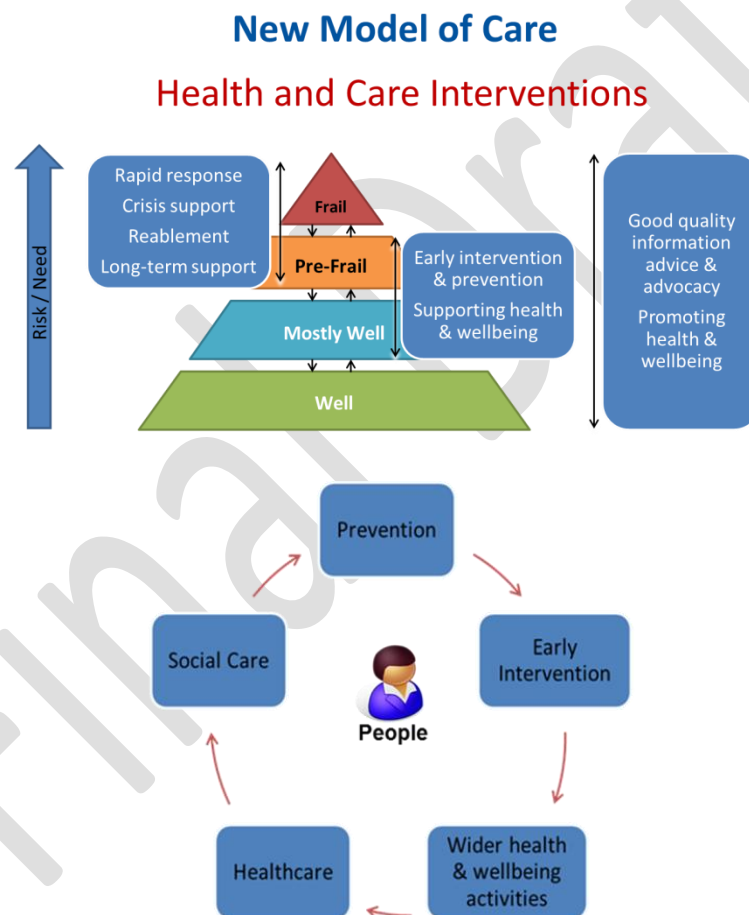 New Model of Care
Health and Care Interventions
Risk / Need
Rapid response
Crisis support
Reablement
Long-term support
Frail
Pre-Frail
Mostly Well
Well
Early intervention
& prevention
Supporting health
& wellbeing
Good quality
information
advice &
advocacy
Promoting
health &
wellbeing
Prevention
Early
Intervention
Wider health
& wellbeing
activities
Healthcare
Social Care
People
Final Draf